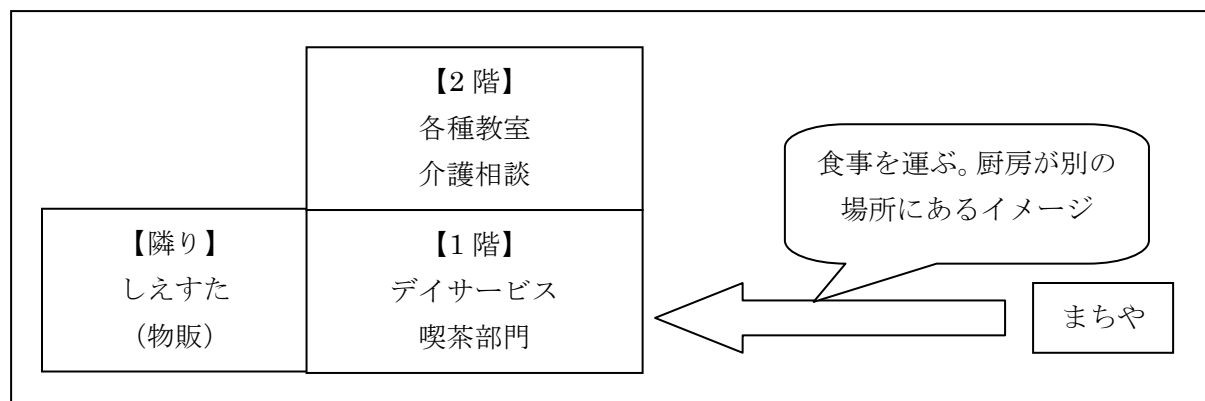 【2 階】
各種教室
介護相談
食事を運ぶ。厨房が別の
場所にあるイメージ
【隣り】
しえすた
（物販）
【1 階】
デイサービス
喫茶部門
まちや